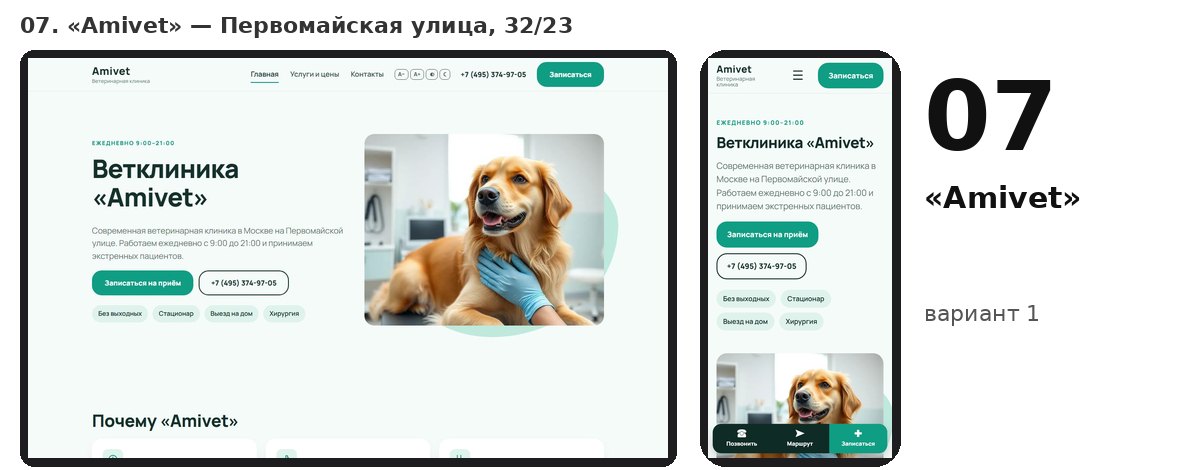 07. «Amivet» — Первомайская улица, 32/23
Amivet
Ветеринарная клиника
Главная Услуги и цены Контакты A− A+ +7 (495) 374-97-05 Записаться
ЕЖЕДНЕВНО 9:00–21:00
Ветклиника
«Amivet»
Современная ветеринарная клиника в Москве на Первомайской
улице. Работаем ежедневно с 9:00 до 21:00 и принимаем
экстренных пациентов.
Записаться на приём +7 (495) 374-97-05
Без выходных Стационар Выезд на дом Хирургия
Почему «Amivet»
Amivet
Ветеринарная
клиника
Записаться
ЕЖЕДНЕВНО 9:00–21:00
Ветклиника «Amivet»
Современная ветеринарная клиника в
Москве на Первомайской улице.
Работаем ежедневно с 9:00 до 21:00 и
принимаем экстренных пациентов.
Записаться на приём
+7 (495) 374-97-05
Без выходных Стационар
Выезд на дом Хирургия
Позвонить Маршрут Записаться
07
«Amivet»
вариант 1